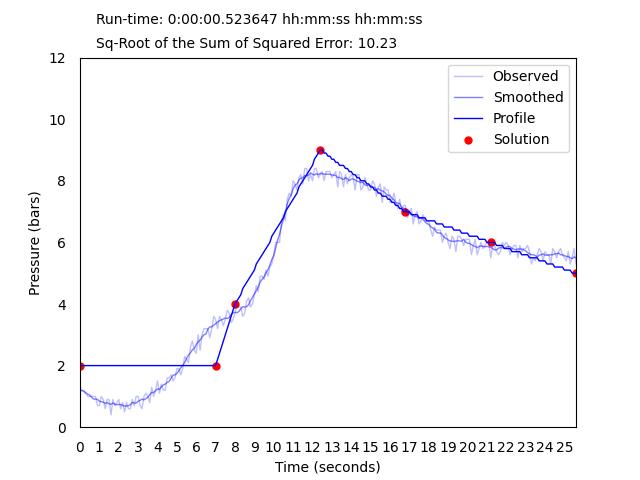 Run-time: 0:00:00.523647 hh:mm:ss hh:mm:ss
Sq-Root of the Sum of Squared Error: 10.23
Observed
Smoothed
Profile
Solution
Pressure (bars)
12
10
8
6
4
2
0
0 1 2 3 4 5 6 7 8 9 10 11 12 13 14 15 16 17 18 19 20 21 22 23 24 25
Time (seconds)